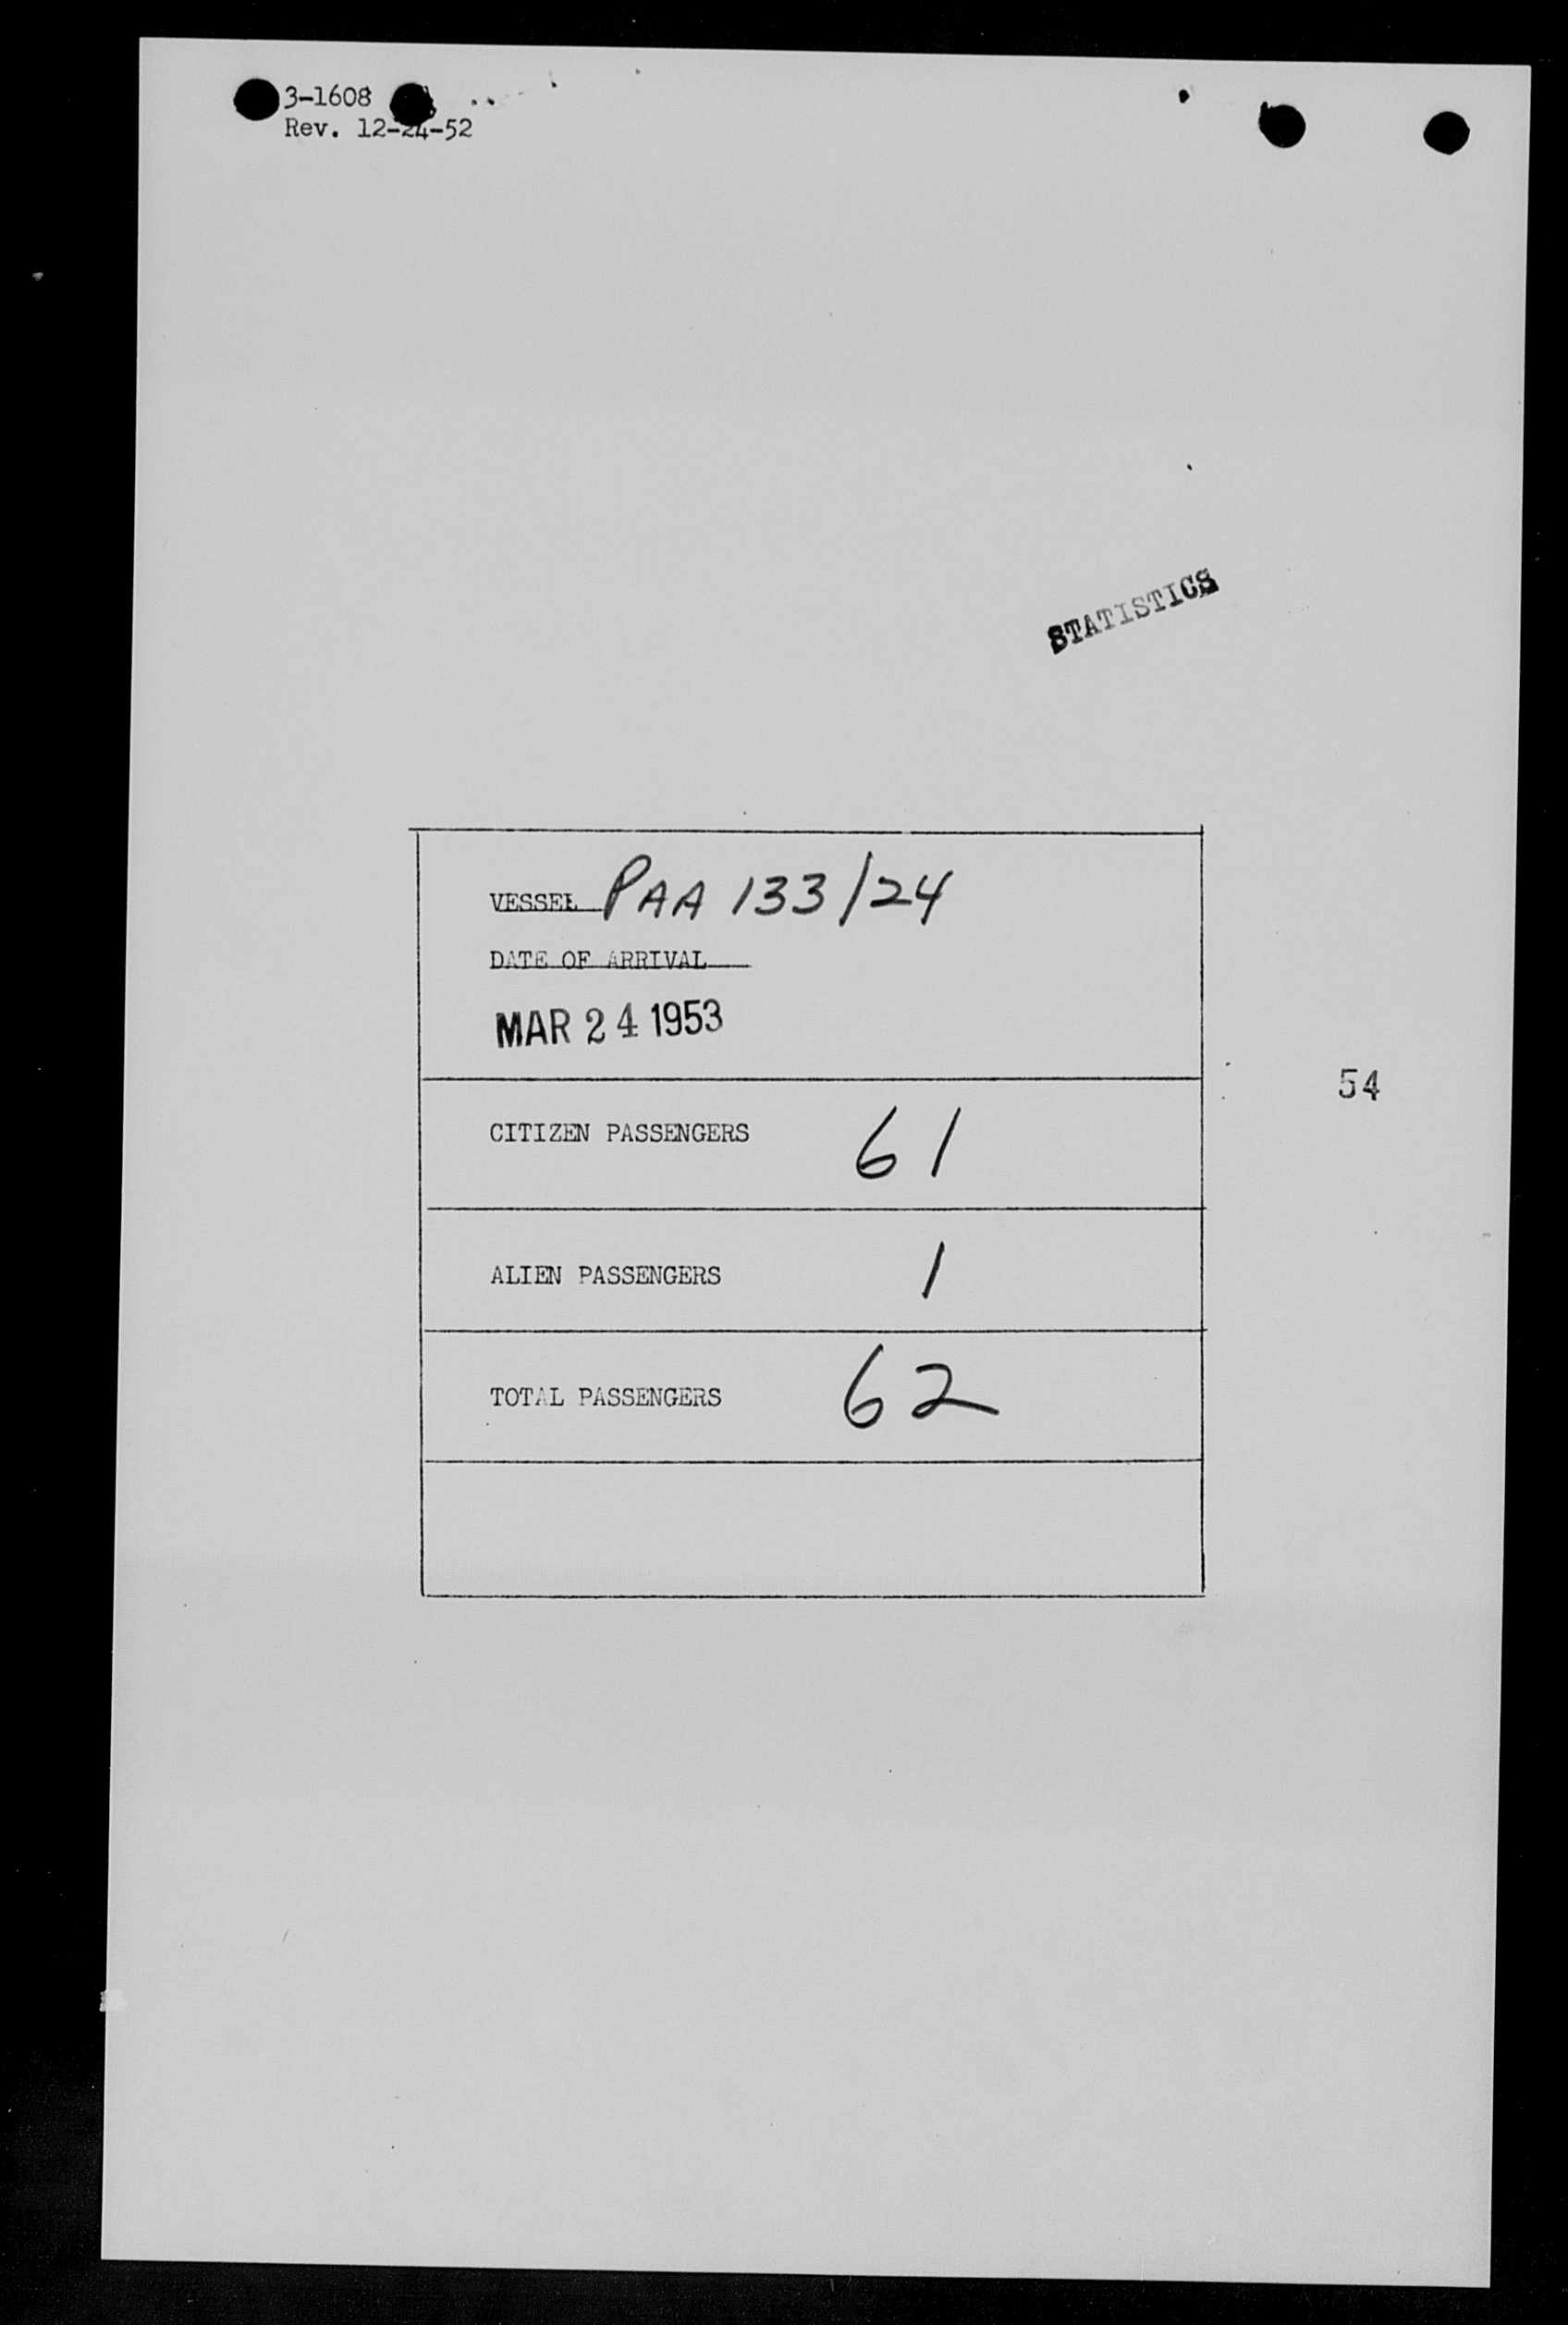 3-1608
Rev. 12-24-52
STATISTICS
VESSEL PAA 133/24
DATE OF ARRIVAL
MAR 24 1953
54
CITIZEN PASSENGERS 61
ALIEN PASSENGERS 1
TOTAL PASSENGERS 62